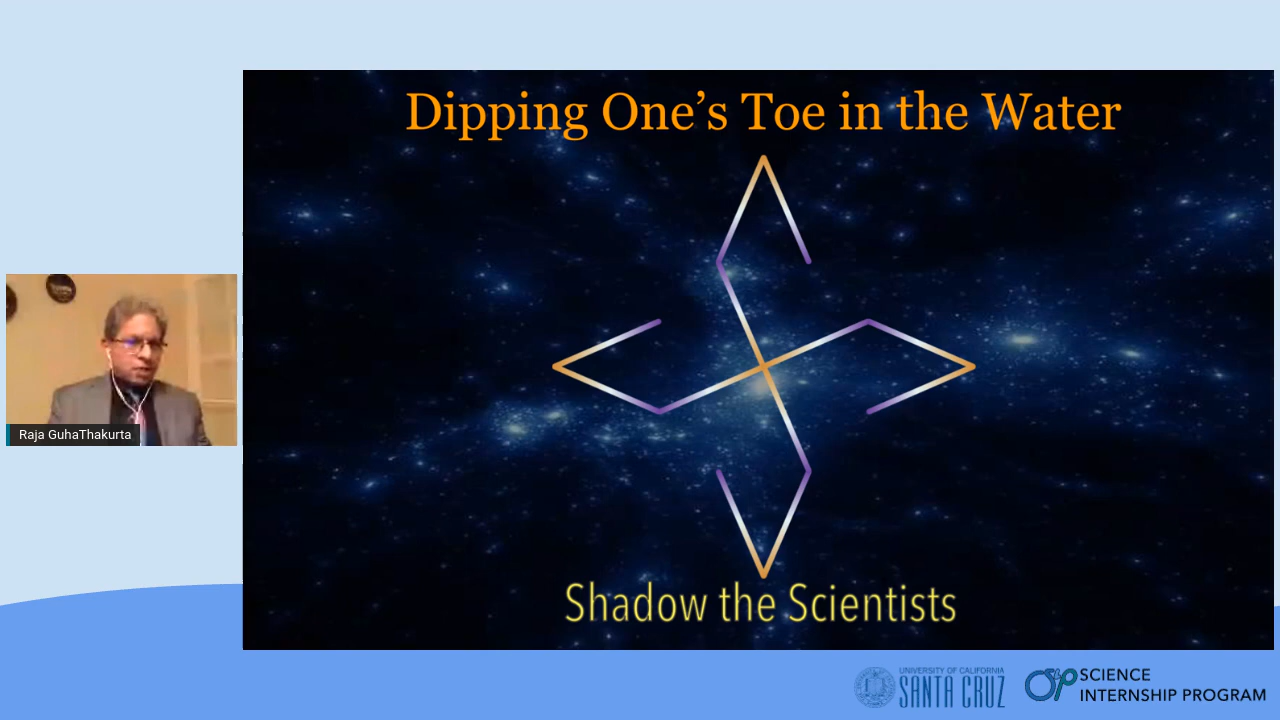 Dipping One's Toe in the Water
Raja GuhaThakurta
Shadow the Scientists
UNIVERSITY OF CALIFORNIA
SANTA CRUZ
SIP SCIENCE
INTERNSHIP PROGRAM